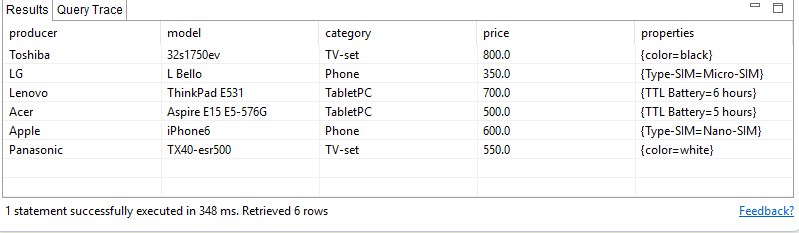 Results Query Trace
producer model category price properties
Toshiba 32s1750ev TV-set 800.0 {color=black}
LG L Bello Phone 350.0 {Type-SIM=Micro-SIM}
Lenovo ThinkPad E531 TabletPC 700.0 {TTL Battery=6 hours}
Acer Aspire E15 E5-576G TabletPC 500.0 {TTL Battery=5 hours}
Apple iPhone6 Phone 600.0 {Type-SIM=Nano-SIM}
Panasonic TX40-esr500 TV-set 550.0 {color=white}
1 statement successfully executed in 348 ms. Retrieved 6 rows Feedback?